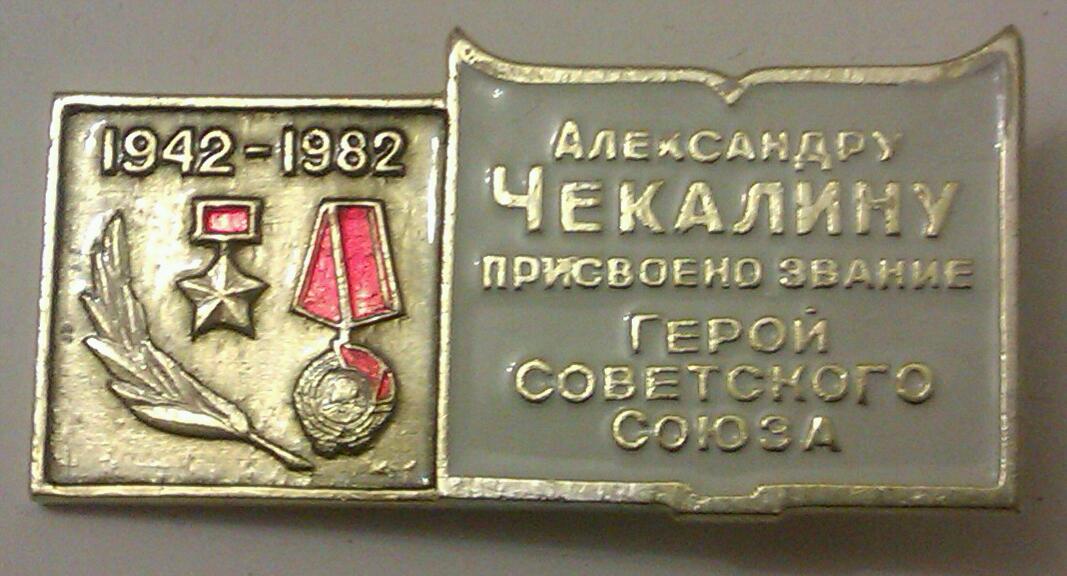 1942-1982
АЛЕКСАНДРУ
ЧЕКАЛИНУ
ПРИСВОЕНО ЗВАНИЕ
ГЕРОЙ
СОВЕТСКОГО
СОЮЗА